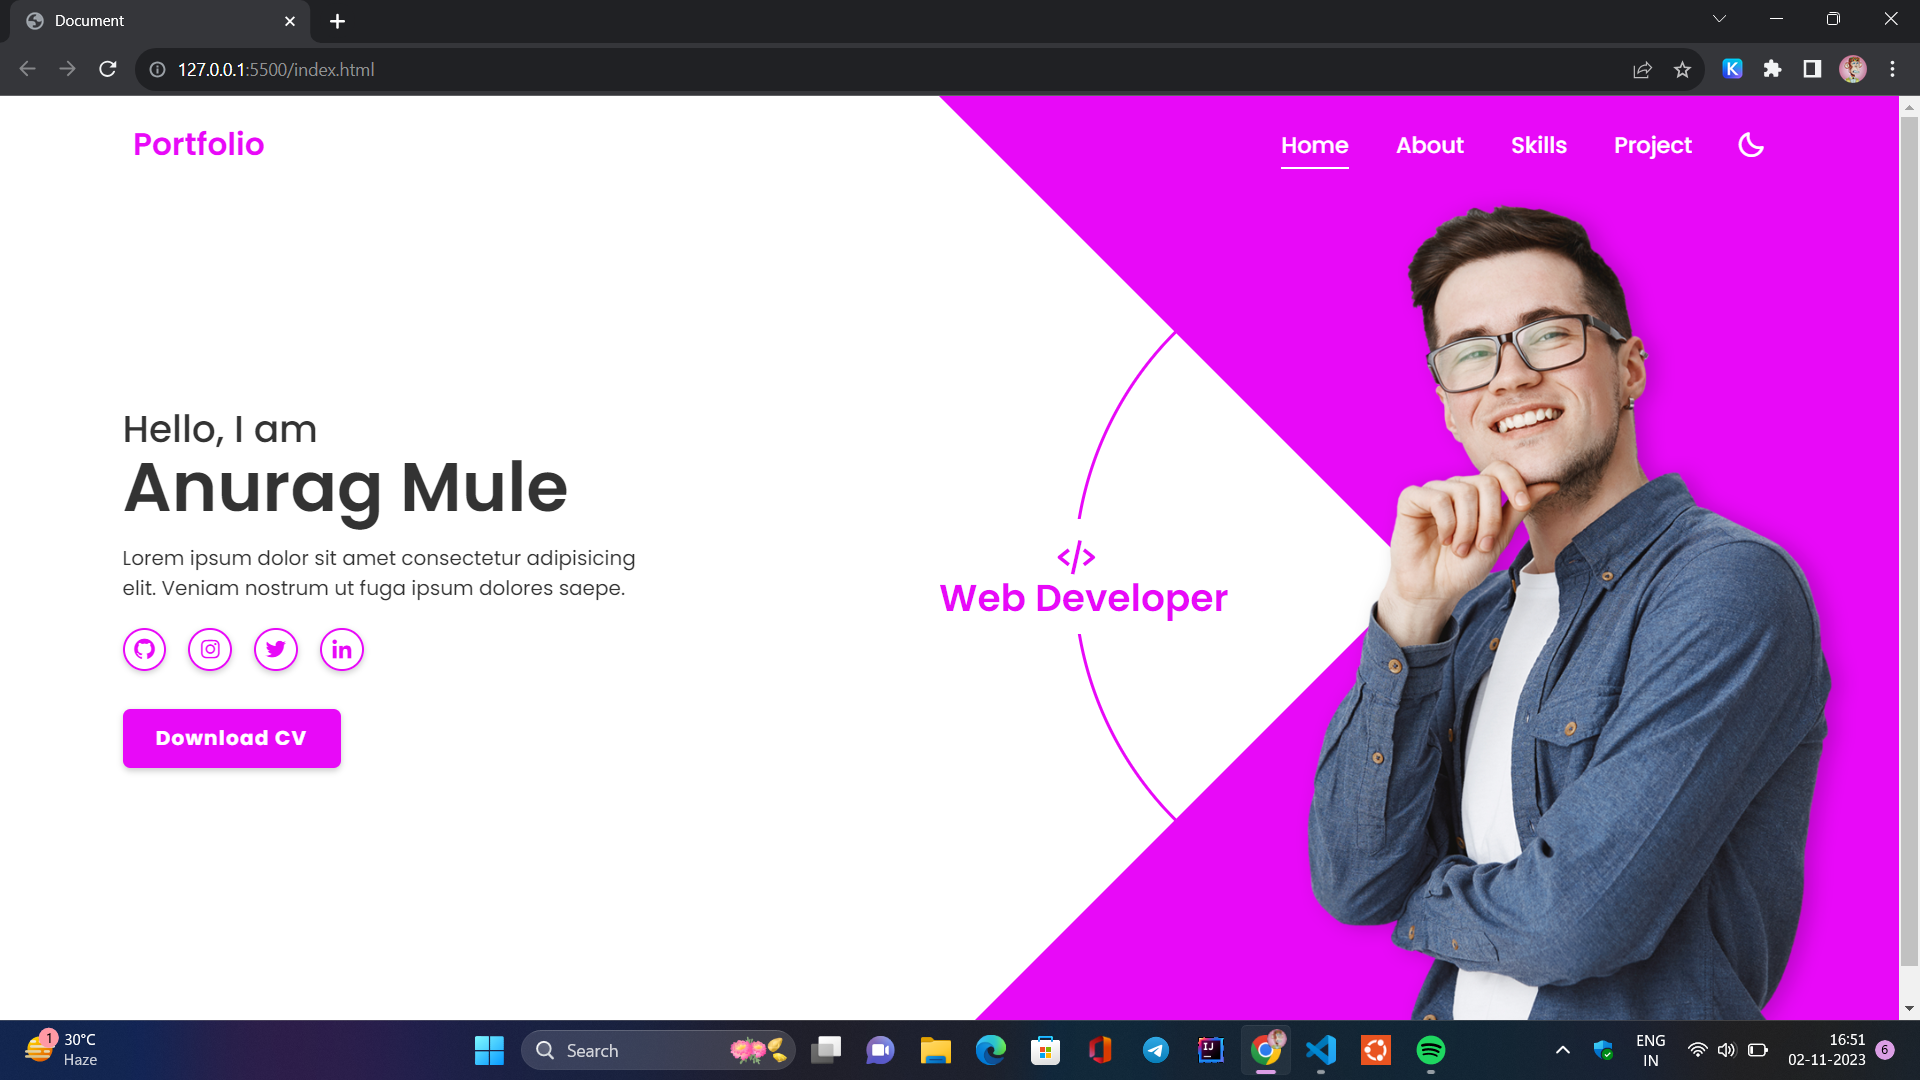 Document
127.0.0.1:5500/index.html
K
Portfolio
Home
About
Skills
Project
Hello, I am
Anurag Mule
Lorem ipsum dolor sit amet consectetur adipisicing
elit. Veniam nostrum ut fuga ipsum dolores saepe.
</>
Web Developer
in
Download CV
1
30°C
Haze
Search
IJ
ENG
IN
16:51
02-11-2023
6